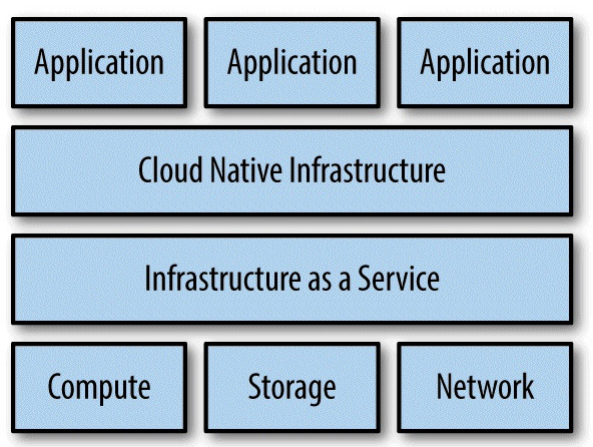 Application Application Application
Cloud Native Infrastructure
Infrastructure as a Service
Compute Storage Network